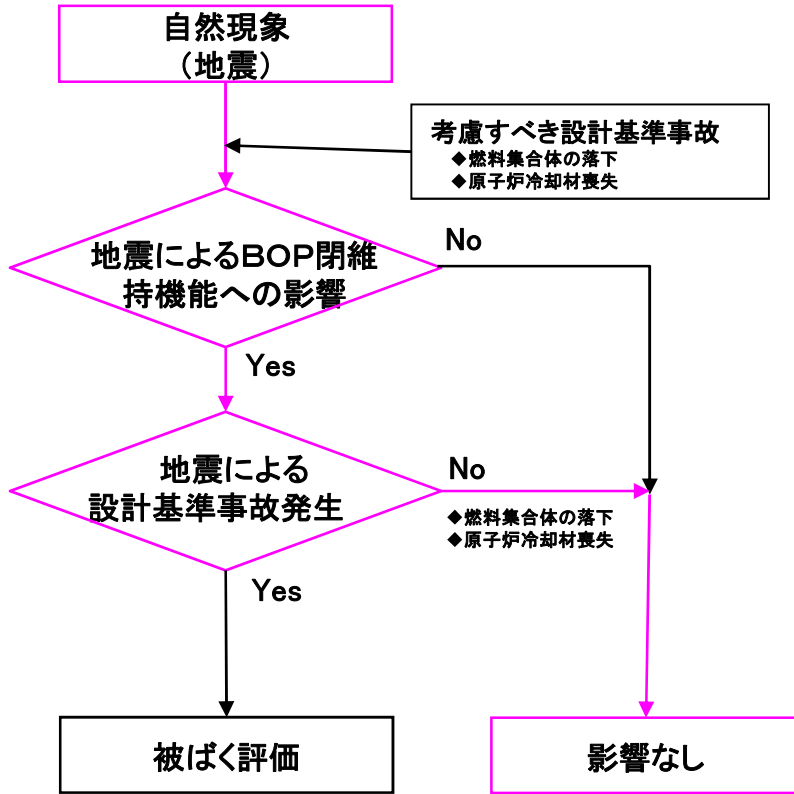 自然現象
(地震)
考慮すべき設計基準事故
◆燃料集合体の落下
◆原子炉冷却材喪失
地震によるBOP閉維
持機能への影響
No
Yes
地震による
設計基準事故発生
No
◆燃料集合体の落下
◆原子炉冷却材喪失
Yes
被ばく評価
影響なし